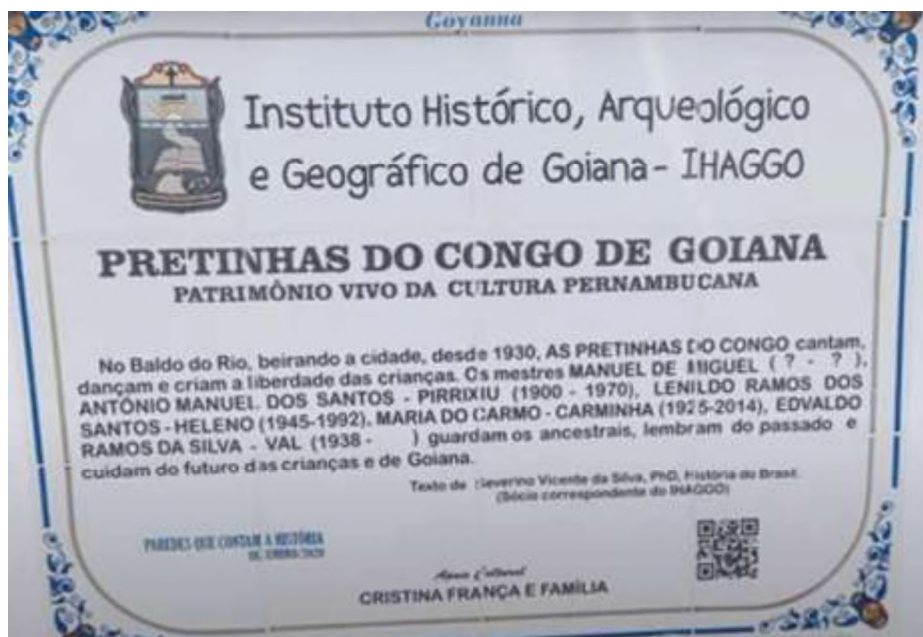 Goyanna
Instituto Histórico, Arqueológico
e Geográfico de Goiana - IHAGGO
PRETINHAS DO CONGO DE GOIANA
PATRIMÔNIO VIVO DA CULTURA PERNAMBUCANA
No Baldo do Rio, beirando a cidade, desde 1930, AS PRETINHAS DO CONGO cantam,
dançam e criam a liberdade das crianças. Os mestres MANUEL DE MIGUEL ( ? - ? ),
ANTÔNIO MANUEL DOS SANTOS - PIRRIXIU (1900 - 1970), LENILDO RAMOS DOS
SANTOS - HELENO (1945-1992), MARIA DO CARMO - CARMINHA (1925-2014), EDVALDO
RAMOS DA SILVA - VAL (1938 - ) guardam os ancestrais, lembram do passado e
cuidam do futuro das crianças e de Goiana.
Texto de Severino Vicente da Silva, PhD, História do Brasil.
(Sócio correspondente do IHAGGO)
PAREDES QUE CONTAM A HISTÓRIA
Apoio Cultural
CRISTINA FRANÇA E FAMÍLIA